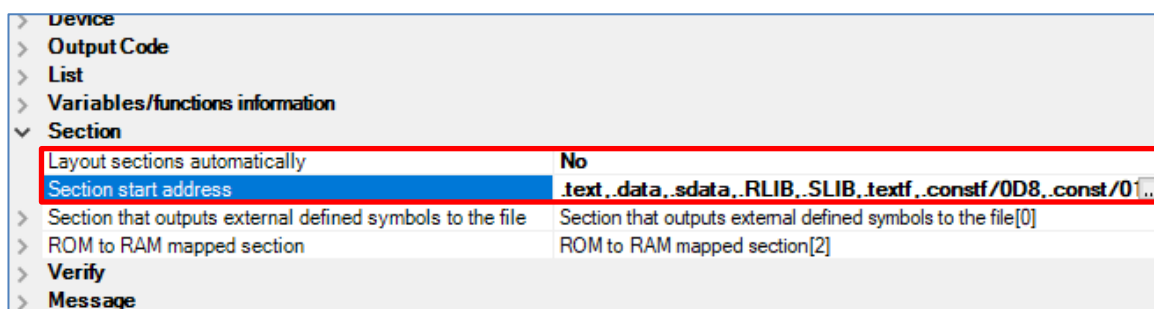 Device
Output Code
List
Variables/functions information
Section
Layout sections automatically No
Section start address .text,.data,.sdata,.RLIB,.SLIB,.textf,.constf/0D8,.const/01...
Section that outputs external defined symbols to the file Section that outputs external defined symbols to the file[0]
ROM to RAM mapped section ROM to RAM mapped section[2]
Verify
Message